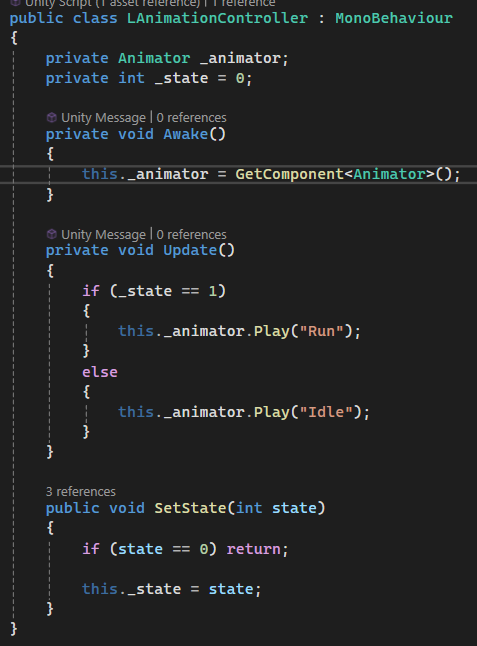 Unity Script (1 asset reference) | 1 reference
public class LAnimationController : MonoBehaviour
{
private Animator _animator;
private int _state = 0;
Unity Message | 0 references
private void Awake()
{
this._animator = GetComponent<Animator>();
}
Unity Message | 0 references
private void Update()
{
if (_state == 1)
{
this._animator.Play("Run");
}
else
{
this._animator.Play("Idle");
}
}
3 references
public void SetState(int state)
{
if (state == 0) return;
this._state = state;
}
}